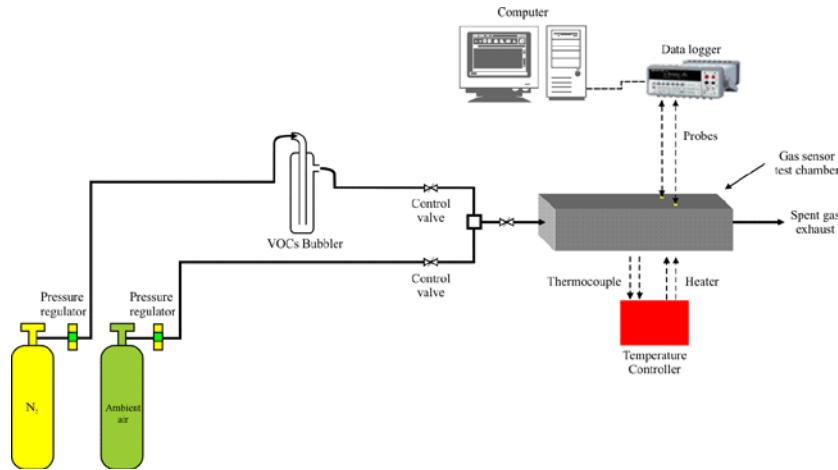 Computer
Data logger
Probes
Gas sensor
test chamber
Control
valve
VOCs Bubbler
Spent gas
exhaust
Control
valve
Thermocouple
Heater
Pressure
regulator
Pressure
regulator
Temperature
Controller
N₂
Ambient
air